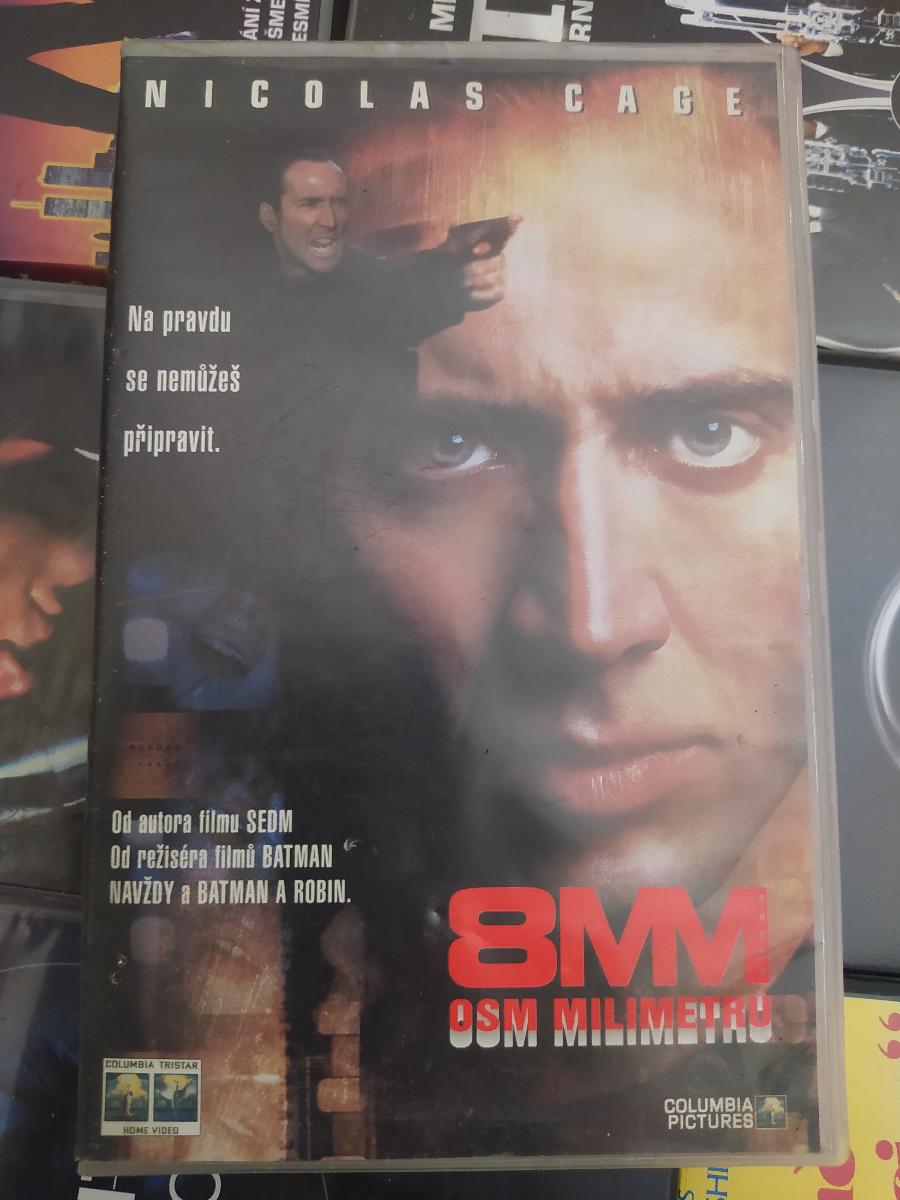 NICOLAS CAGE
Na pravdu
se nemůžeš
připravit.
Od autora filmu SEDM
Od režiséra filmů BATMAN
NAVŽDY a BATMAN A ROBIN.
8MM
OSM MILIMETRŮ
COLUMBIA TRISTAR
HOME VIDEO
COLUMBIA
PICTURES